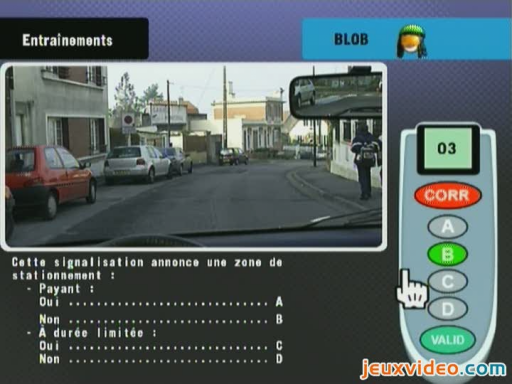 Entraînements
BLOB
03
CORR
A
B
C
D
VALID
Cette signalisation annonce une zone de
stationnement :
- Payant :
Oui ............................. A
Non ............................. B
- À durée limitée :
Oui ............................. C
Non ............................. D
jeuxvideo.com